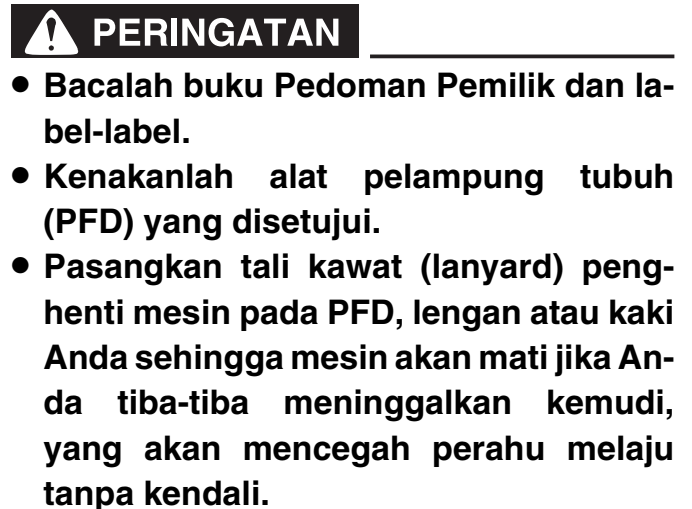 PERINGATAN
● Bacalah buku Pedoman Pemilik dan la-
bel-label.
● Kenakanlah alat pelampung tubuh
(PFD) yang disetujui.
● Pasangkan tali kawat (lanyard) peng-
henti mesin pada PFD, lengan atau kaki
Anda sehingga mesin akan mati jika An-
da tiba-tiba meninggalkan kemudi,
yang akan mencegah perahu melaju
tanpa kendali.